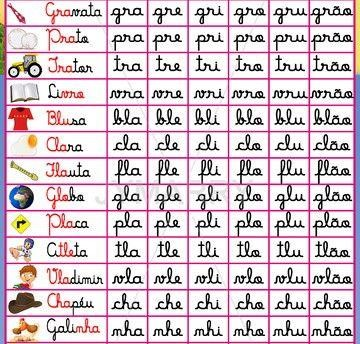 Gravata gra gre gri gro gru grão
Prato pra pre pri pro pru prão
Trator tra tre tri tro tru trão
Livro vra vre vri vro vru vrão
Blusa bla ble bli blo blu blão
Clara cla cle cli clo clu clão
Flauta fla fle fli flo flu flão
Globo gla gle gli glo glu glão
Placa pla ple pli plo plu plão
Atleta tla tle tli tlo tlu tlão
Vladimir vla vle vli vlo vlu vlão
Chapéu cha che chi cho chu chão
Galinha nha nhe nhi nho nhu nhão